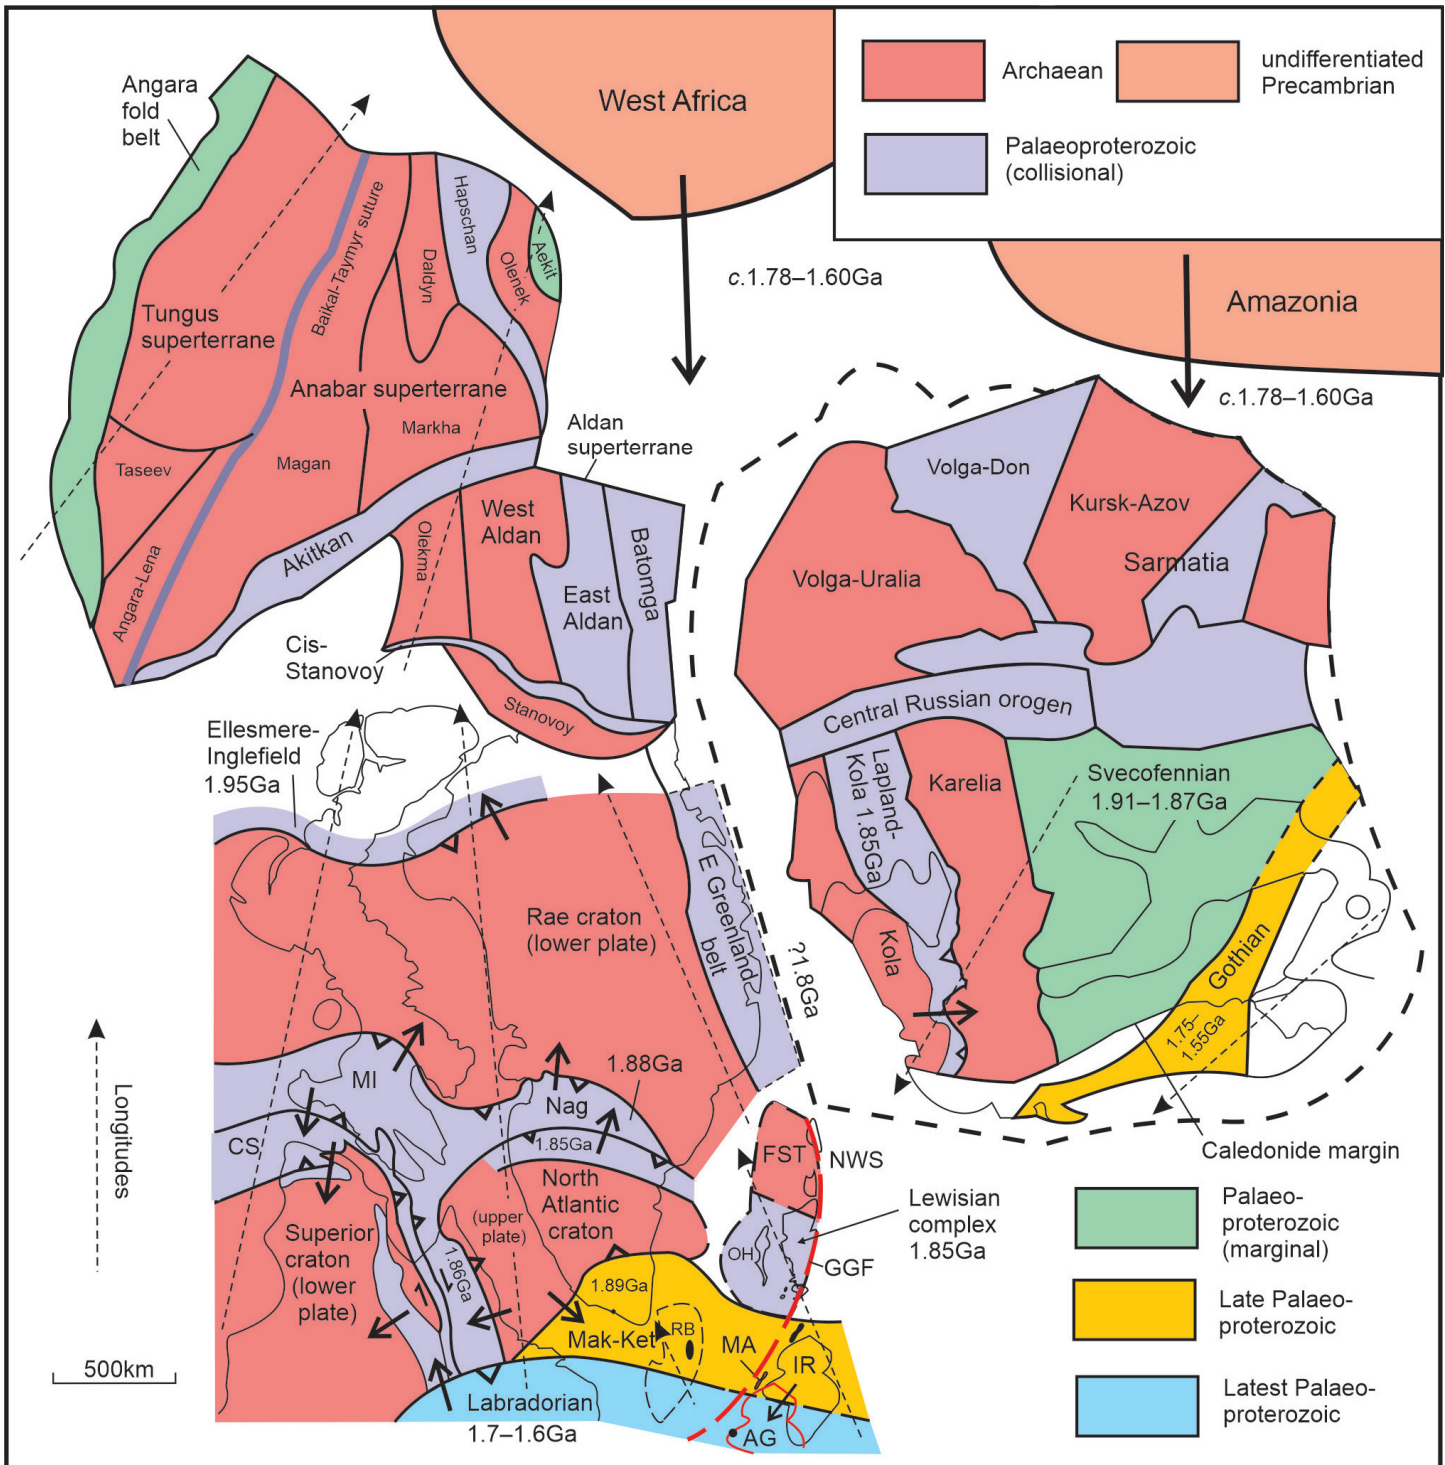 West Africa
Archaean
undifferentiated
Precambrian
Palaeoproterozoic
(collisional)
Angara
fold
belt
Baikal-Taymyr suture
Daldyn
Hapschan
Olenek
Aekit
c.1.78–1.60Ga
Amazonia
c.1.78–1.60Ga
Tungus
superterrane
Anabar superterrane
Markha
Magan
Taseev
Angara-Lena
Akitkan
Aldan
superterrane
Olekma
West
Aldan
East
Aldan
Batomga
Cis-
Stanovoy
Stanovoy
Volga-Don
Kursk-Azov
Volga-Uralia
Sarmatia
Central Russian orogen
Lapland-
Kola 1.85Ga
Karelia
Svecofennian
1.91–1.87Ga
Kola
Gothian
1.75–
1.55Ga
Caledonide margin
Ellesmere-
Inglefield
1.95Ga
Rae craton
(lower plate)
E Greenland
belt
?1.8Ga
Longitudes
500km
MI
CS
Nag
1.88Ga
1.85Ga
North
Atlantic
craton
(upper
plate)
Superior
craton
(lower
plate)
1.86Ga
1.89Ga
Mak-Ket
RB
Labradorian
1.7–1.6Ga
FST
NWS
Lewisian
complex
1.85Ga
OH
GGF
MA
IR
AG
Palaeo-
proterozoic
(marginal)
Late Palaeo-
proterozoic
Latest Palaeo-
proterozoic